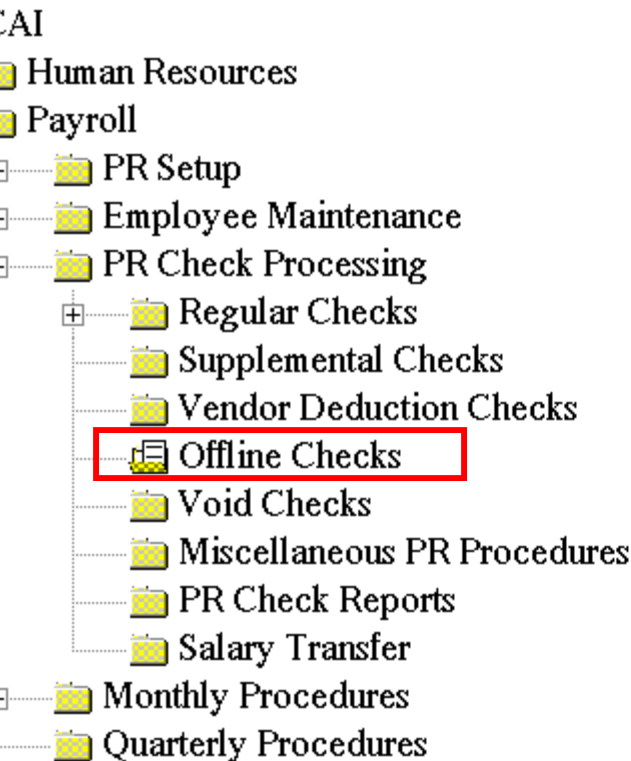 CAI
Human Resources
Payroll
PR Setup
Employee Maintenance
PR Check Processing
Regular Checks
Supplemental Checks
Vendor Deduction Checks
Offline Checks
Void Checks
Miscellaneous PR Procedures
PR Check Reports
Salary Transfer
Monthly Procedures
Quarterly Procedures